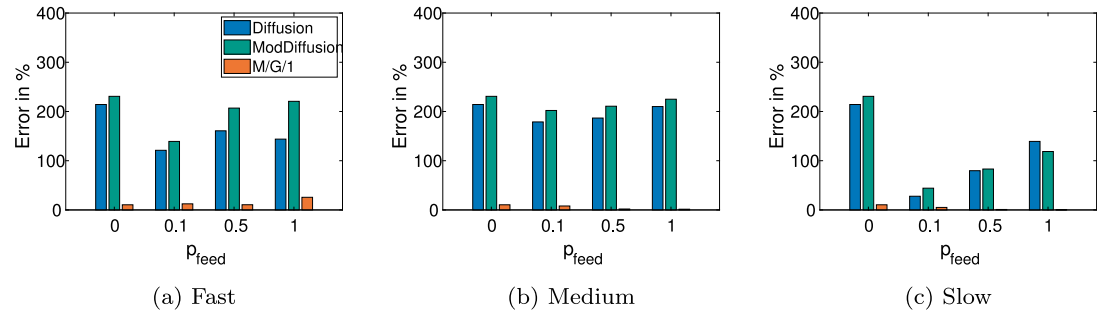 400
300
200
100
0
Error in %
Diffusion
ModDiffusion
M/G/1
0 0.1 0.5 1
p_feed
(a) Fast
400
300
200
100
0
Error in %
0 0.1 0.5 1
p_feed
(b) Medium
400
300
200
100
0
Error in %
0 0.1 0.5 1
p_feed
(c) Slow